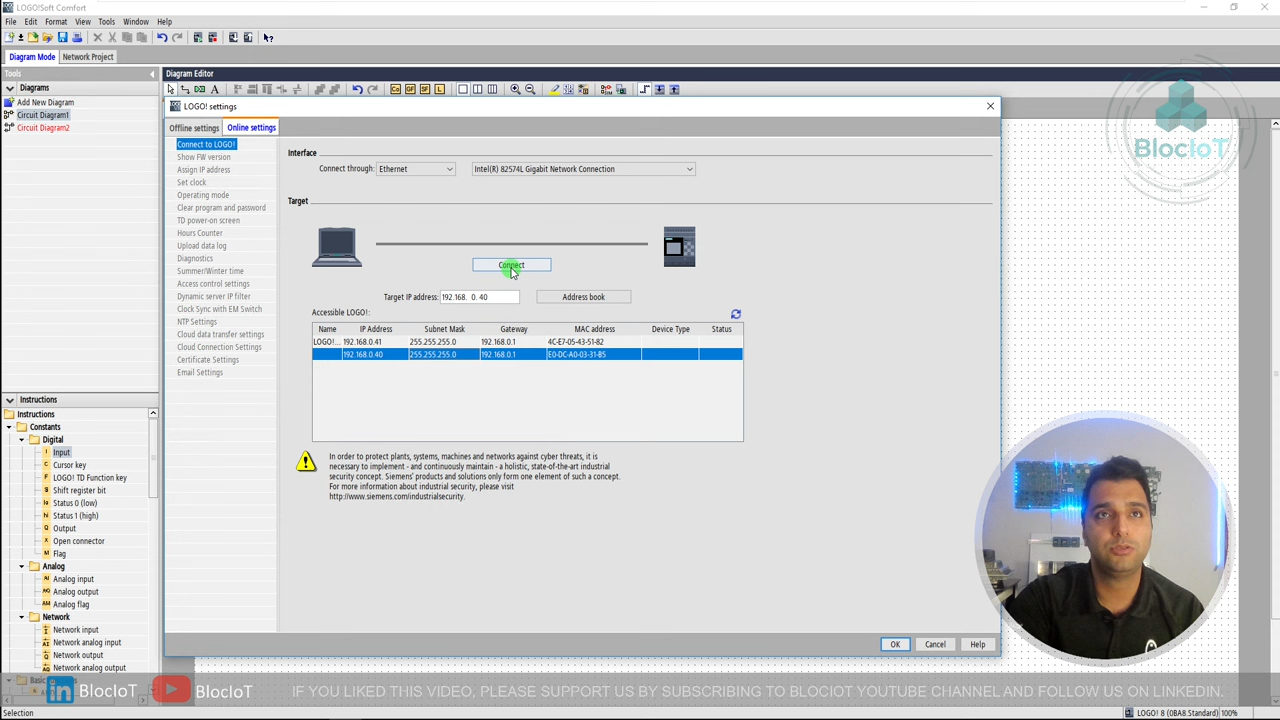 LOGO!Soft Comfort
File Edit Format View Tools Window Help
Diagram Mode Network Project
Tools
Diagrams
Add New Diagram
Circuit Diagram1
Circuit Diagram2
Instructions
Instructions
Constants
Digital
Input
Cursor key
LOGO! TD Function key
Shift register bit
Status 0 (low)
Status 1 (high)
Output
Open connector
Flag
Analog
Analog input
Analog output
Analog flag
Network
Network input
Network analog input
Network output
Network analog output
Diagram Editor
LOGO! settings
Offline settings Online settings
Connect to LOGO!
Show FW version
Assign IP address
Set clock
Operating mode
Clear program and password
TD power-on screen
Hours Counter
Upload data log
Diagnostics
Summer/Winter time
Access control settings
Dynamic server IP filter
Clock Sync with EM Switch
NTP Settings
Cloud data transfer settings
Cloud Connection Settings
Certificate Settings
Email Settings
Interface
Connect through: Ethernet Intel(R) 82574L Gigabit Network Connection
Target
Connect
Target IP address: 192.168. 0. 40 Address book
Accessible LOGO!:
Name IP Address Subnet Mask Gateway MAC address Device Type Status
LOGO!... 192.168.0.41 255.255.255.0 192.168.0.1 4C-E7-05-43-51-82
192.168.0.40 255.255.255.0 192.168.0.1 E0-DC-A0-03-31-B5
In order to protect plants, systems, machines and networks against cyber threats, it is
necessary to implement - and continuously maintain - a holistic, state-of-the-art industrial
security concept. Siemens' products and solutions only form one element of such a concept.
For more information about industrial security, please visit
http://www.siemens.com/industrialsecurity.
OK Cancel Help
BlocIoT
in BlocIoT BlocIoT IF YOU LIKED THIS VIDEO, PLEASE SUPPORT US BY SUBSCRIBING TO BLOCIOT YOUTUBE CHANNEL AND FOLLOW US ON LINKEDIN.
Selection LOGO! 8 (0BA8.Standard) 100%